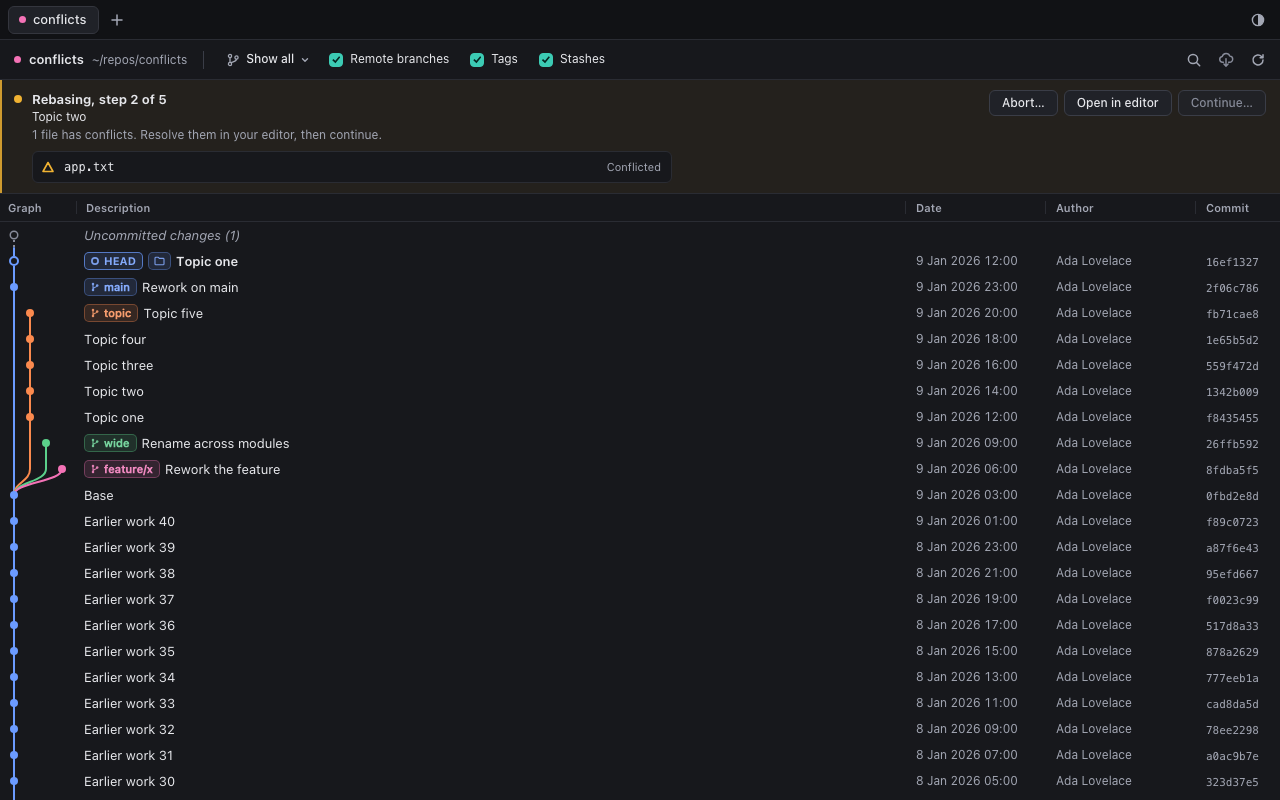 conflicts
conflicts ~/repos/conflicts Show all Remote branches Tags Stashes
Rebasing, step 2 of 5 Abort... Open in editor Continue...
Topic two
1 file has conflicts. Resolve them in your editor, then continue.
app.txt Conflicted
Graph Description Date Author Commit
Uncommitted changes (1)
HEAD Topic one 9 Jan 2026 12:00 Ada Lovelace 16ef1327
main Rework on main 9 Jan 2026 23:00 Ada Lovelace 2f06c786
topic Topic five 9 Jan 2026 20:00 Ada Lovelace fb71cae8
Topic four 9 Jan 2026 18:00 Ada Lovelace 1e65b5d2
Topic three 9 Jan 2026 16:00 Ada Lovelace 559f472d
Topic two 9 Jan 2026 14:00 Ada Lovelace 1342b009
Topic one 9 Jan 2026 12:00 Ada Lovelace f8435455
wide Rename across modules 9 Jan 2026 09:00 Ada Lovelace 26ffb592
feature/x Rework the feature 9 Jan 2026 06:00 Ada Lovelace 8fdba5f5
Base 9 Jan 2026 03:00 Ada Lovelace 0fbd2e8d
Earlier work 40 9 Jan 2026 01:00 Ada Lovelace f89c0723
Earlier work 39 8 Jan 2026 23:00 Ada Lovelace a87f6e43
Earlier work 38 8 Jan 2026 21:00 Ada Lovelace 95efd667
Earlier work 37 8 Jan 2026 19:00 Ada Lovelace f0023c99
Earlier work 36 8 Jan 2026 17:00 Ada Lovelace 517d8a33
Earlier work 35 8 Jan 2026 15:00 Ada Lovelace 878a2629
Earlier work 34 8 Jan 2026 13:00 Ada Lovelace 777eeb1a
Earlier work 33 8 Jan 2026 11:00 Ada Lovelace cad8da5d
Earlier work 32 8 Jan 2026 09:00 Ada Lovelace 78ee2298
Earlier work 31 8 Jan 2026 07:00 Ada Lovelace a0ac9b7e
Earlier work 30 8 Jan 2026 05:00 Ada Lovelace 323d37e5